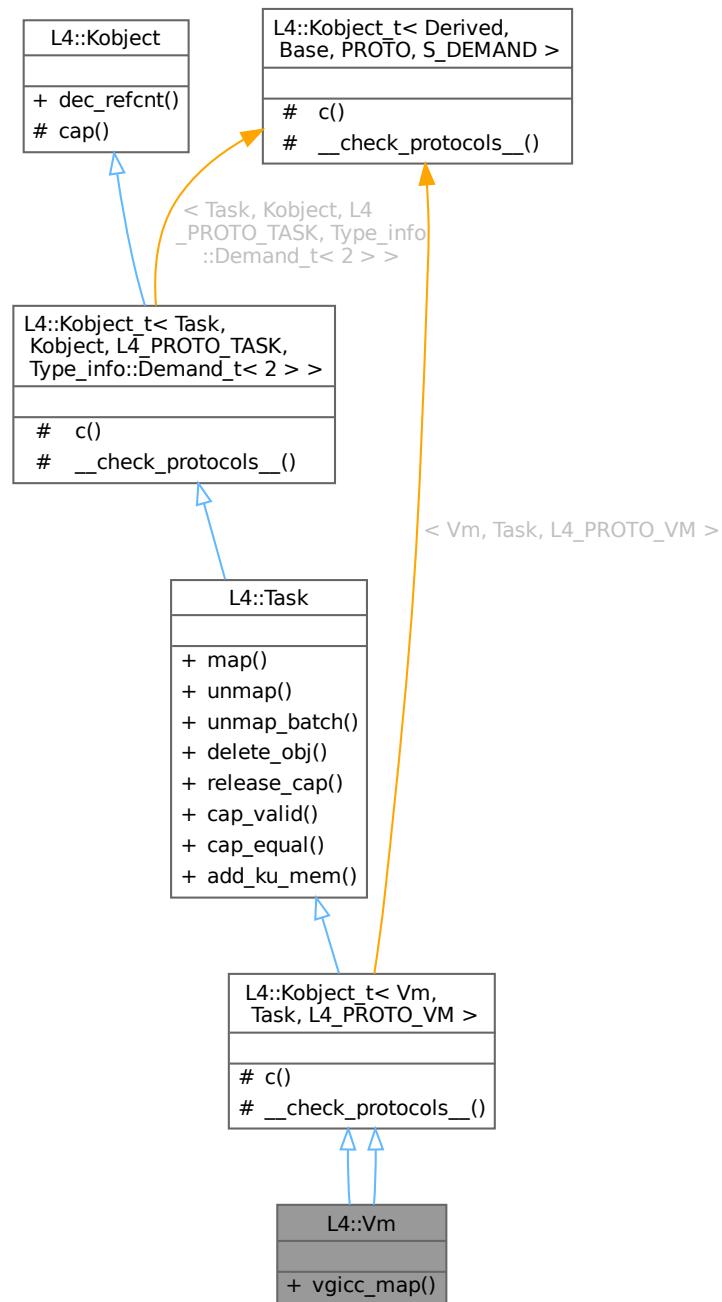 L4::Kobject
+ dec_refcnt()
# cap()
L4::Kobject_t< Derived,
Base, PROTO, S_DEMAND >
# c()
# __check_protocols__()
< Task, Kobject, L4
_PROTO_TASK, Type_info
::Demand_t< 2 > >
L4::Kobject_t< Task,
Kobject, L4_PROTO_TASK,
Type_info::Demand_t< 2 > >
# c()
# __check_protocols__()
< Vm, Task, L4_PROTO_VM >
L4::Task
+ map()
+ unmap()
+ unmap_batch()
+ delete_obj()
+ release_cap()
+ cap_valid()
+ cap_equal()
+ add_ku_mem()
L4::Kobject_t< Vm,
Task, L4_PROTO_VM >
# c()
# __check_protocols__()
L4::Vm
+ vgicc_map()